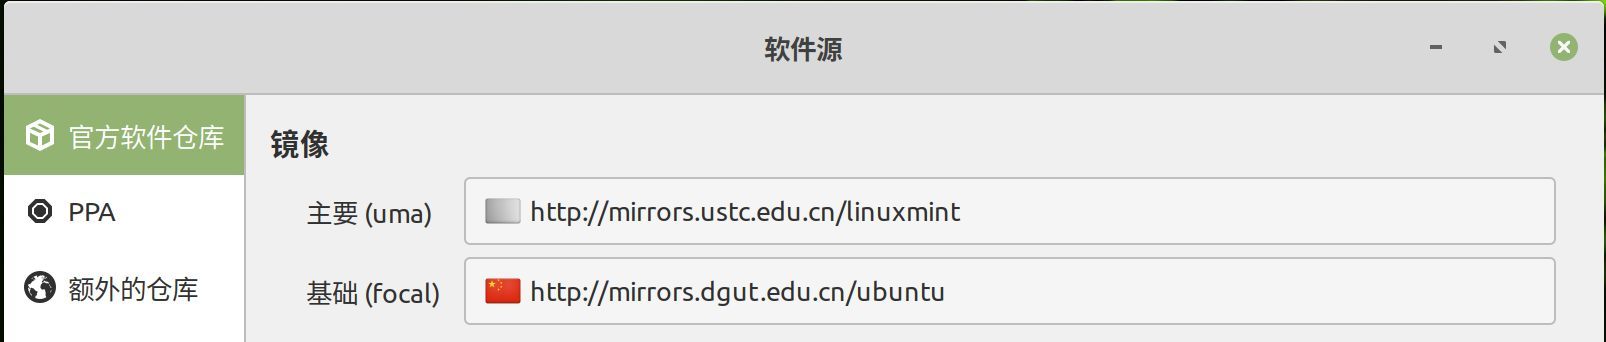 软件源
官方软件仓库
PPA
额外的仓库
镜像
主要 (uma) http://mirrors.ustc.edu.cn/linuxmint
基础 (focal) http://mirrors.dgut.edu.cn/ubuntu